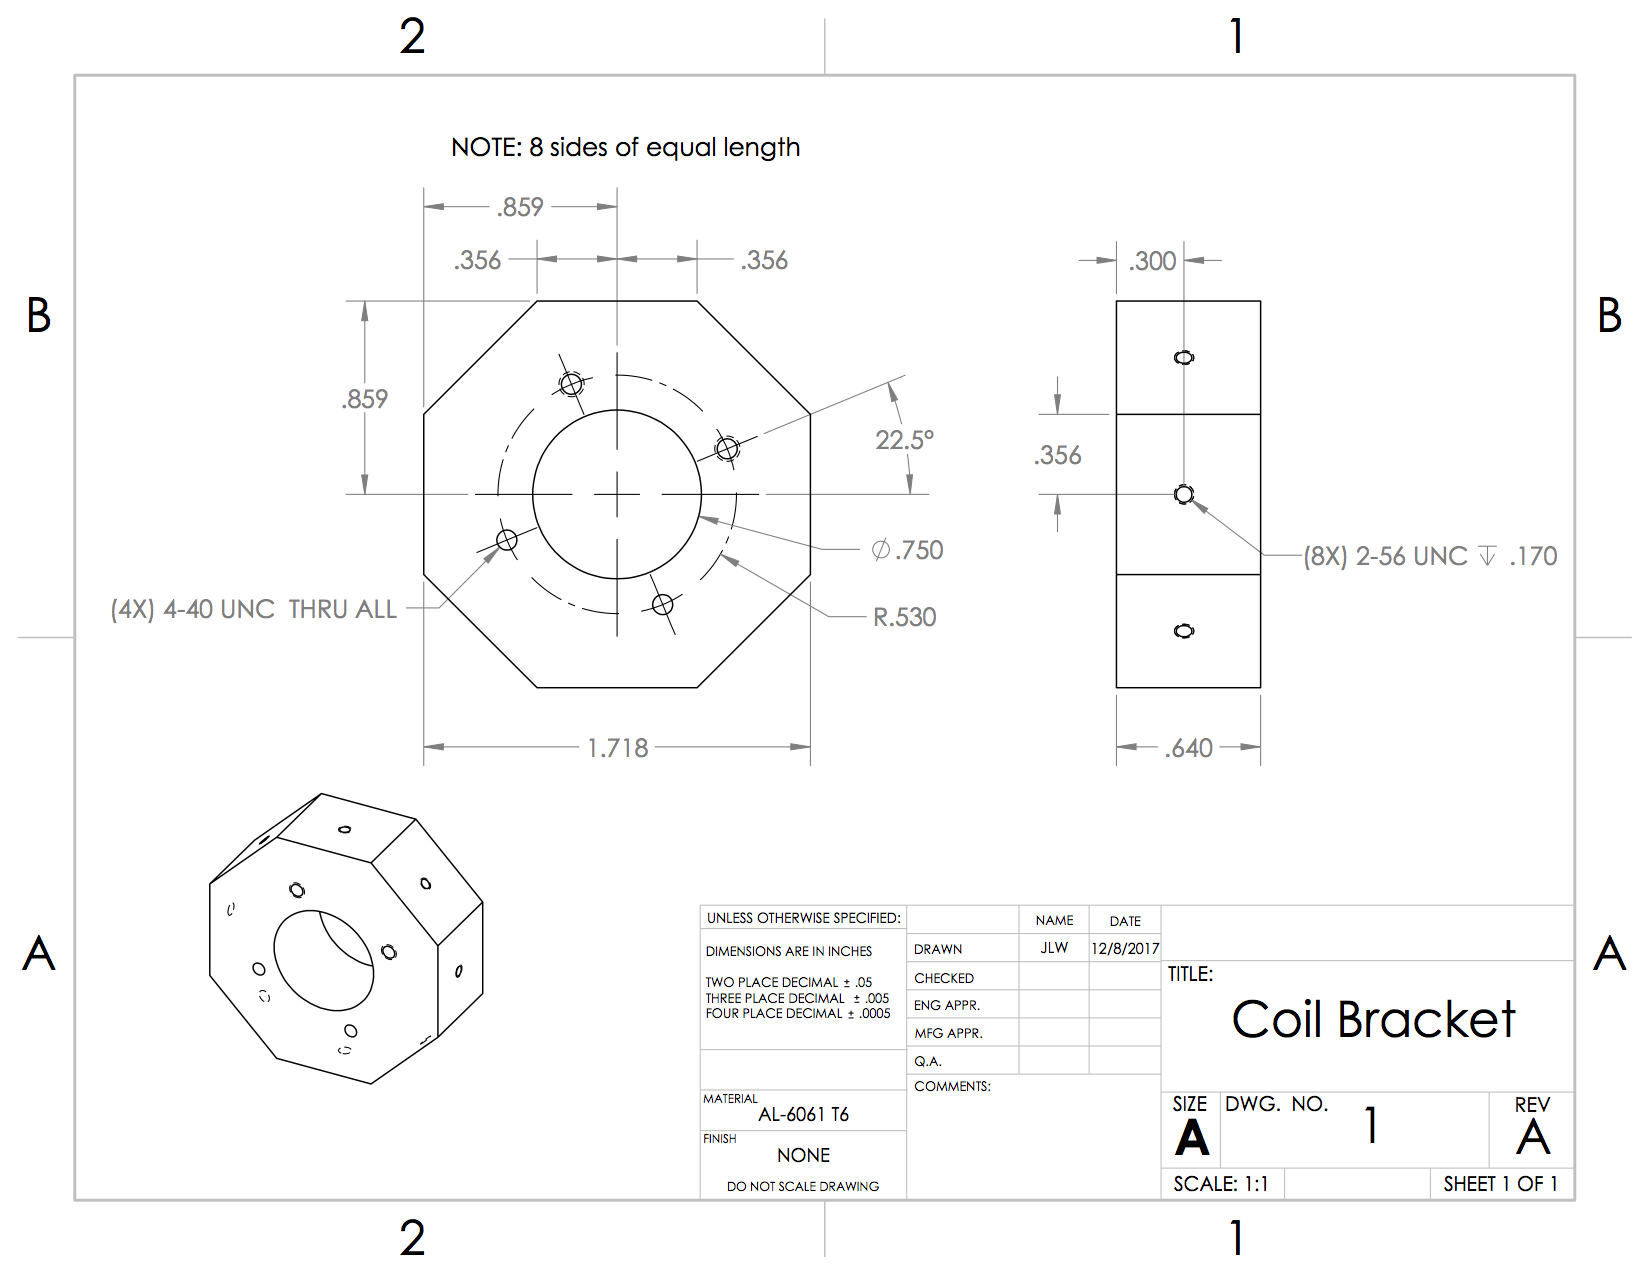 2
1
NOTE: 8 sides of equal length
.859
.356
.356
.300
B
B
.859
22.5°
.356
⌀ .750
(8X) 2-56 UNC ↧ .170
(4X) 4-40 UNC THRU ALL
R.530
1.718
.640
A
A
UNLESS OTHERWISE SPECIFIED:
DIMENSIONS ARE IN INCHES
TWO PLACE DECIMAL ± .05
THREE PLACE DECIMAL ± .005
FOUR PLACE DECIMAL ± .0005
MATERIAL
AL-6061 T6
FINISH
NONE
DO NOT SCALE DRAWING
NAME DATE
DRAWN JLW 12/8/2017
CHECKED
ENG APPR.
MFG APPR.
Q.A.
COMMENTS:
TITLE:
Coil Bracket
SIZE DWG. NO. REV
A 1 A
SCALE: 1:1 SHEET 1 OF 1
2
1